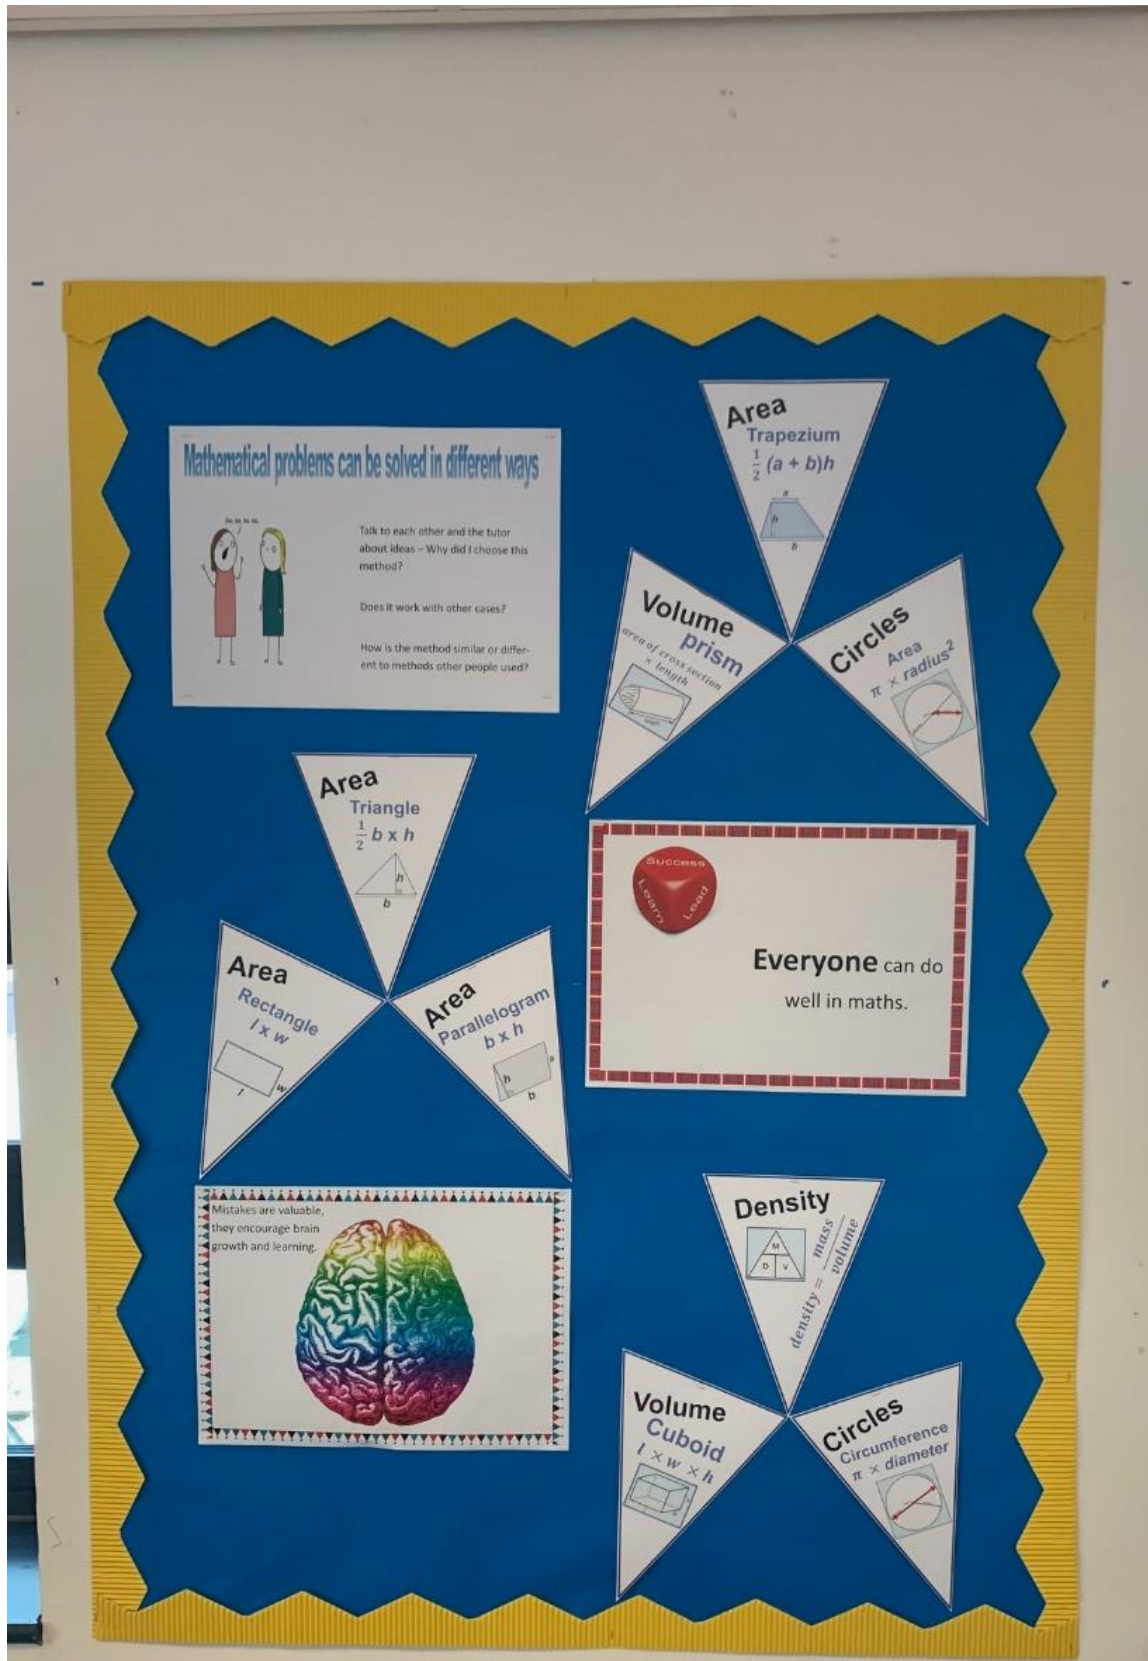 Mathematical problems can be solved in different ways
Talk to each other and the tutor
about ideas – Why did I choose this
method?
Does it work with other cases?
How is the method similar or differ-
ent to methods other people used?
Area
Trapezium
1/2 (a + b)h
a
h
b
Volume
prism
area of cross section
× length
length
Circles
Area
π × radius²
Area
Triangle
1/2 b x h
h
b
Area
Rectangle
l x w
w
l
Area
Parallelogram
b x h
h
b
Success
Learn
Lead
Everyone can do
well in maths.
Mistakes are valuable,
they encourage brain
growth and learning.
Density
M
D V
density = mass/volume
Volume
Cuboid
l × w × h
Circles
Circumference
π × diameter